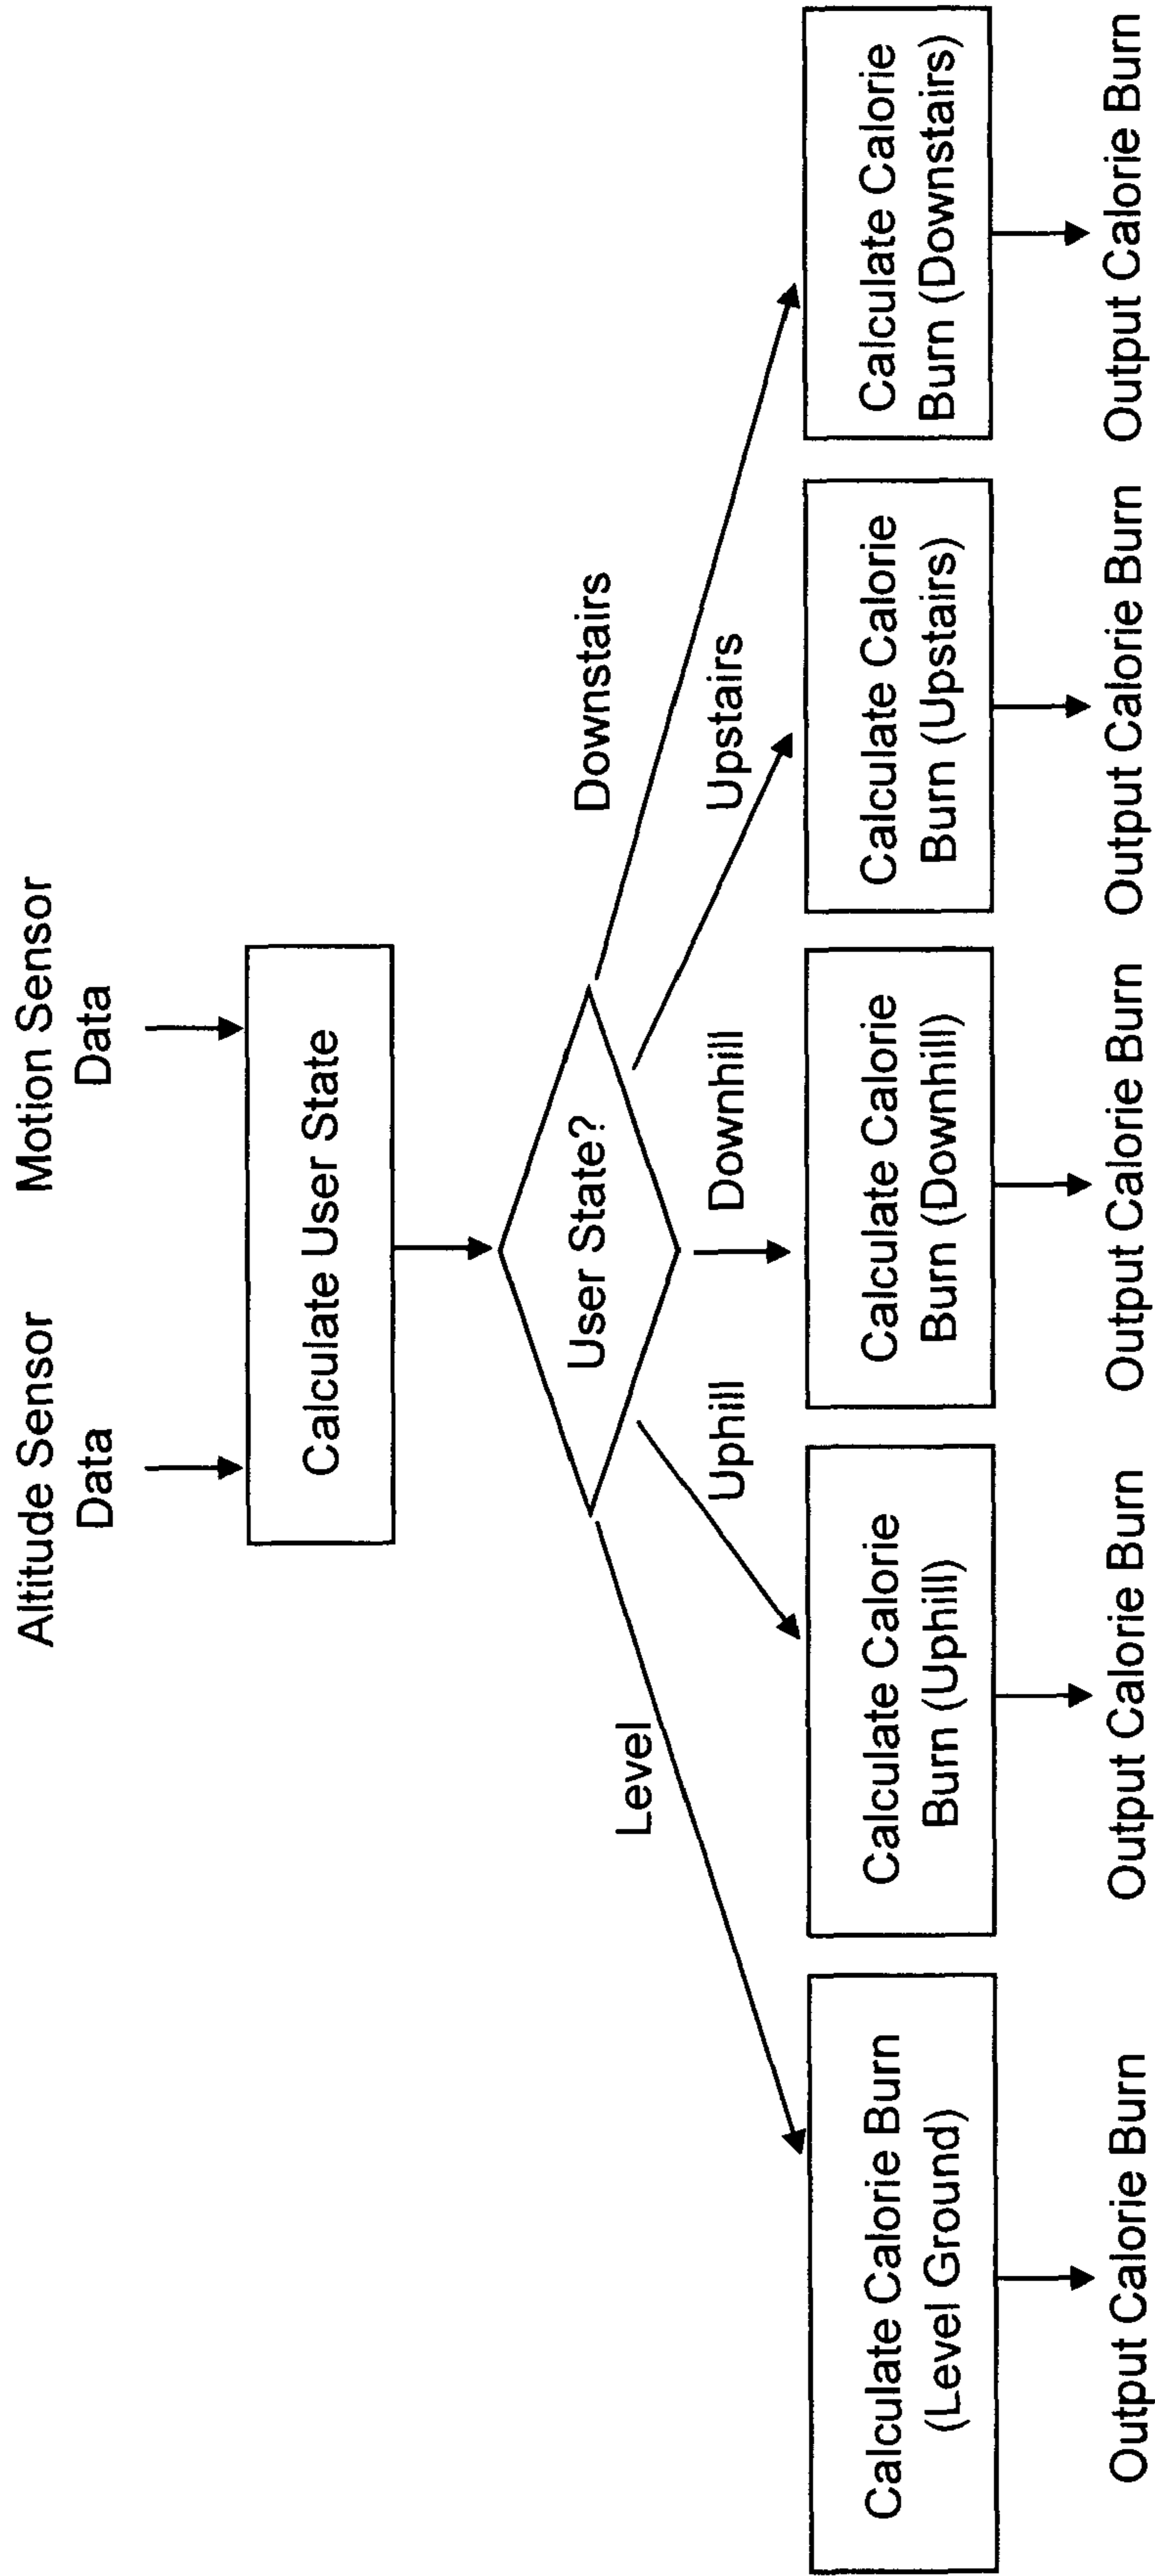 Altitude Sensor
Data
Motion Sensor
Data
Calculate User State
User State?
Level
Uphill
Downhill
Upstairs
Downstairs
Calculate Calorie Burn
(Level Ground)
Calculate Calorie
Burn (Uphill)
Calculate Calorie
Burn (Downhill)
Calculate Calorie
Burn (Upstairs)
Calculate Calorie
Burn (Downstairs)
Output Calorie Burn
Output Calorie Burn
Output Calorie Burn
Output Calorie Burn
Output Calorie Burn